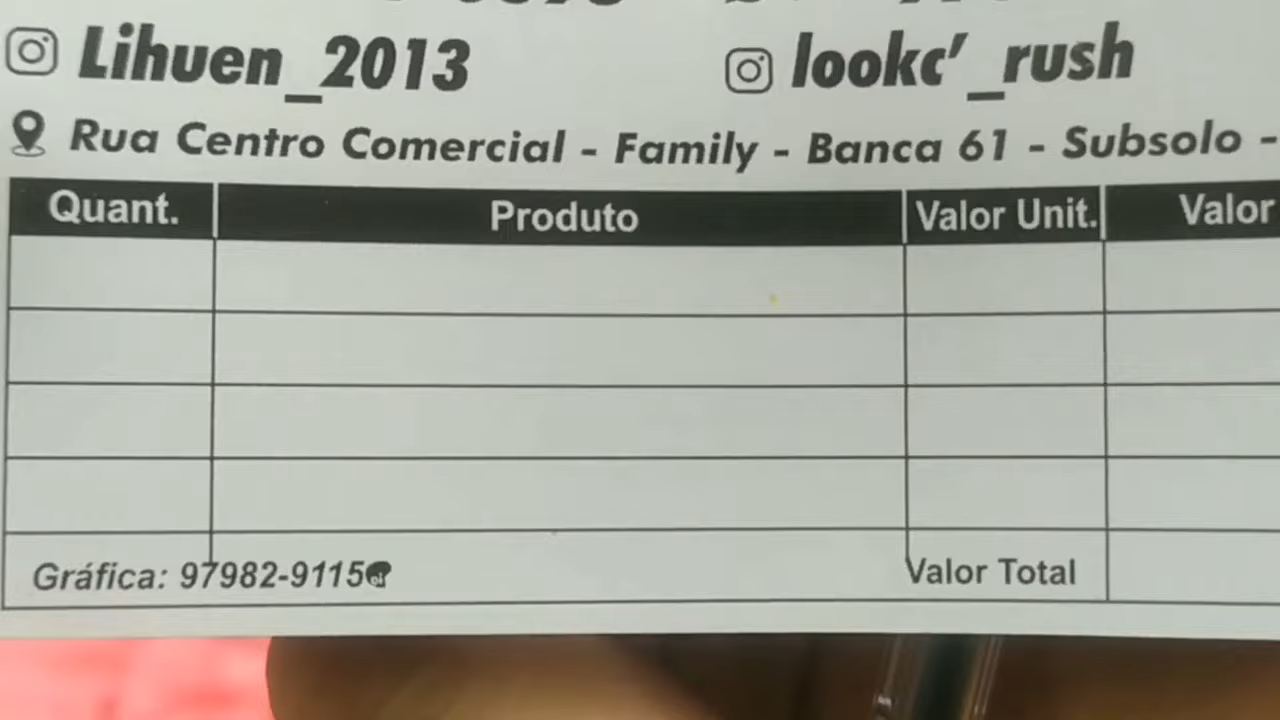 Lihuen_2013 lookc'_rush
Rua Centro Comercial - Family - Banca 61 - Subsolo -
Quant. Produto Valor Unit. Valor
Gráfica: 97982-9115 Valor Total